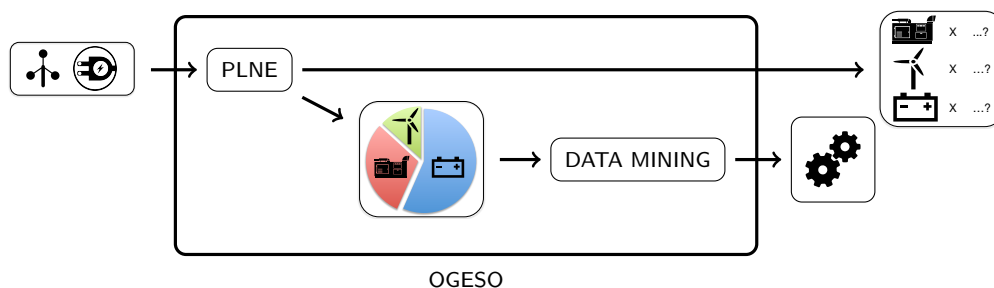 PLNE
X ...?
X ...?
X ...?
DATA MINING
OGESO